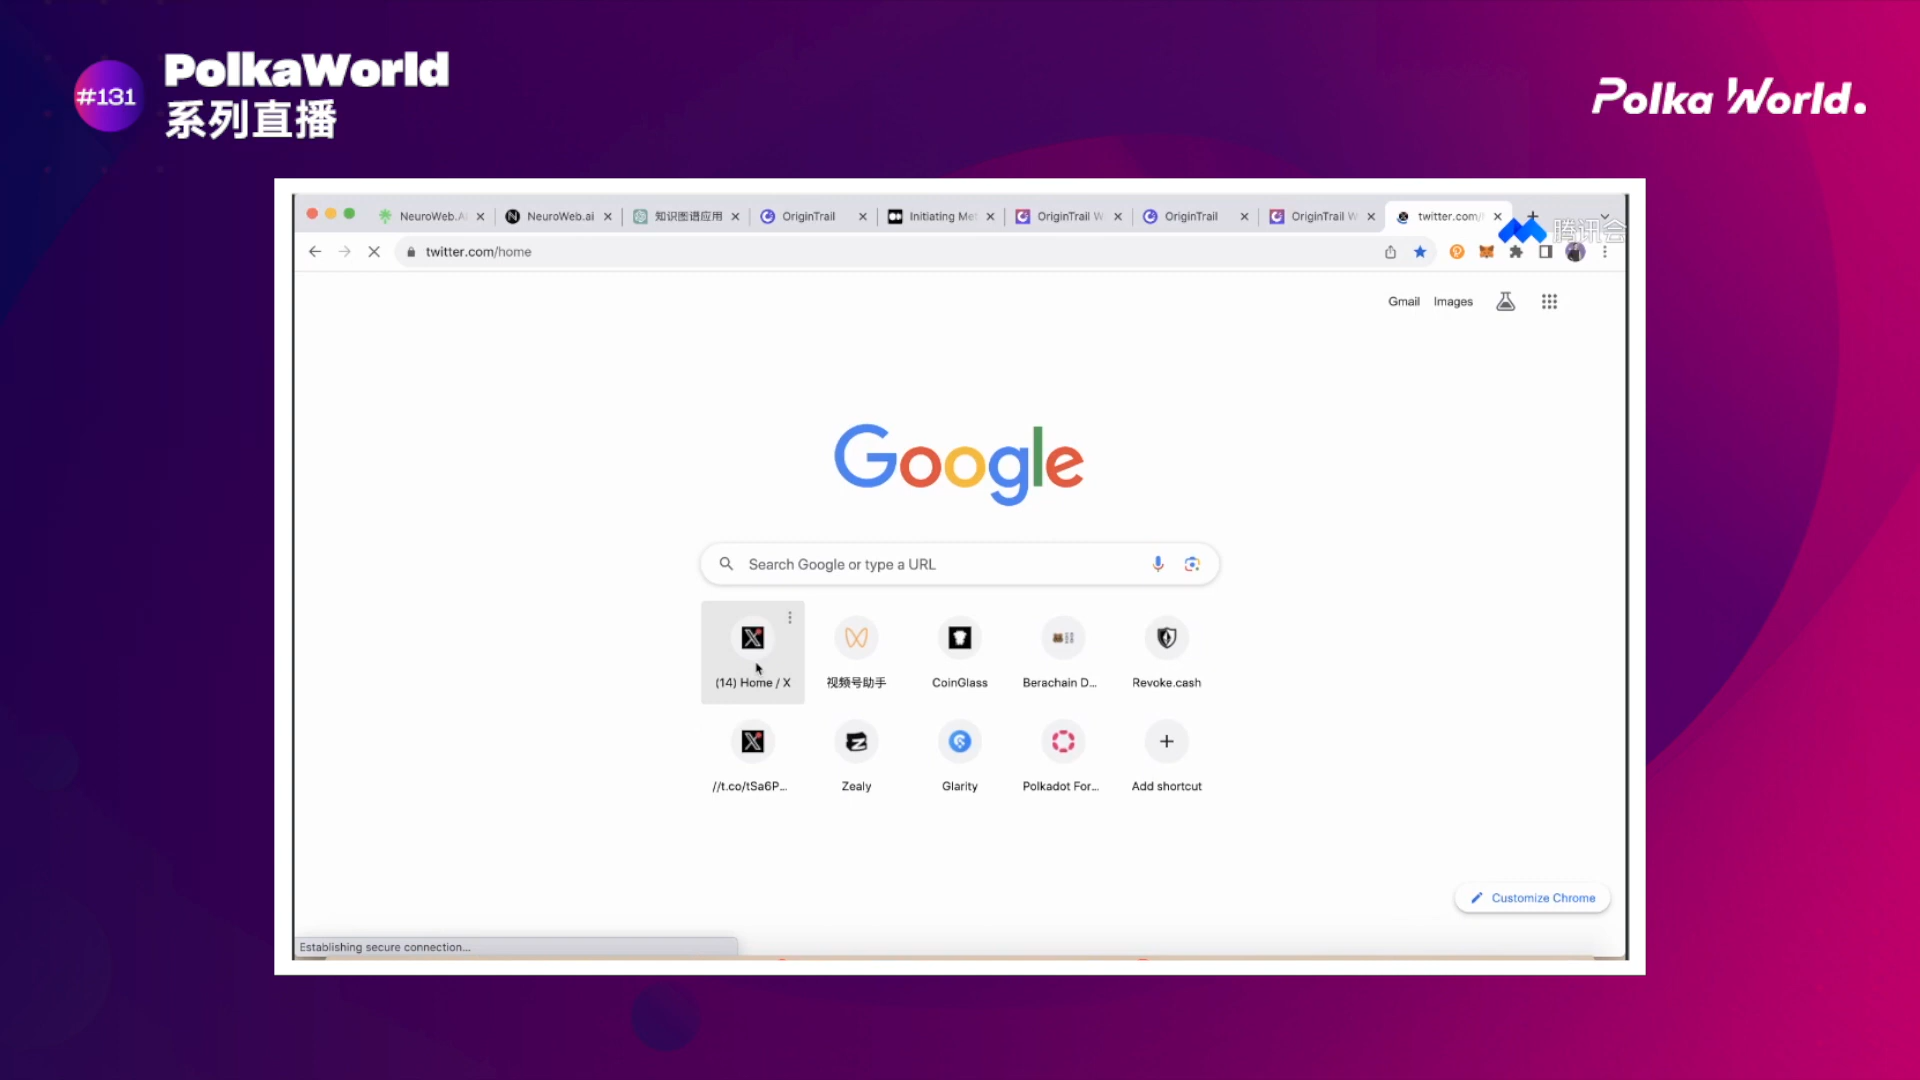 #131
PolkaWorld
系列直播
Polka World.
NeuroWeb.A
NeuroWeb.ai
知识图谱应用
OriginTrail
Initiating Me
OriginTrail W
OriginTrail
OriginTrail W
twitter.com/
腾讯会
twitter.com/home
Gmail
Images
Google
Search Google or type a URL
(14) Home / X
视频号助手
CoinGlass
Berachain D...
Revoke.cash
//t.co/tSa6P...
Zealy
Glarity
Polkadot For...
Add shortcut
Customize Chrome
Establishing secure connection...